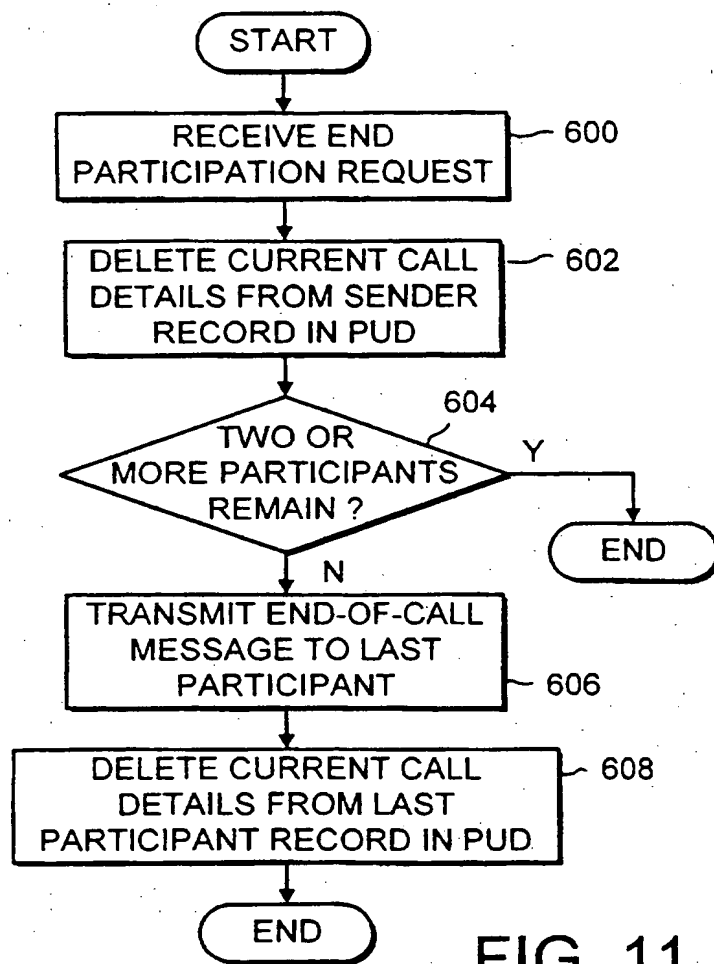 START
RECEIVE END
PARTICIPATION REQUEST
600
DELETE CURRENT CALL
DETAILS FROM SENDER
RECORD IN PUD
602
604
TWO OR
MORE PARTICIPANTS
REMAIN ?
Y
END
N
TRANSMIT END-OF-CALL
MESSAGE TO LAST
PARTICIPANT
606
DELETE CURRENT CALL
DETAILS FROM LAST
PARTICIPANT RECORD IN PUD
608
END
FIG. 11